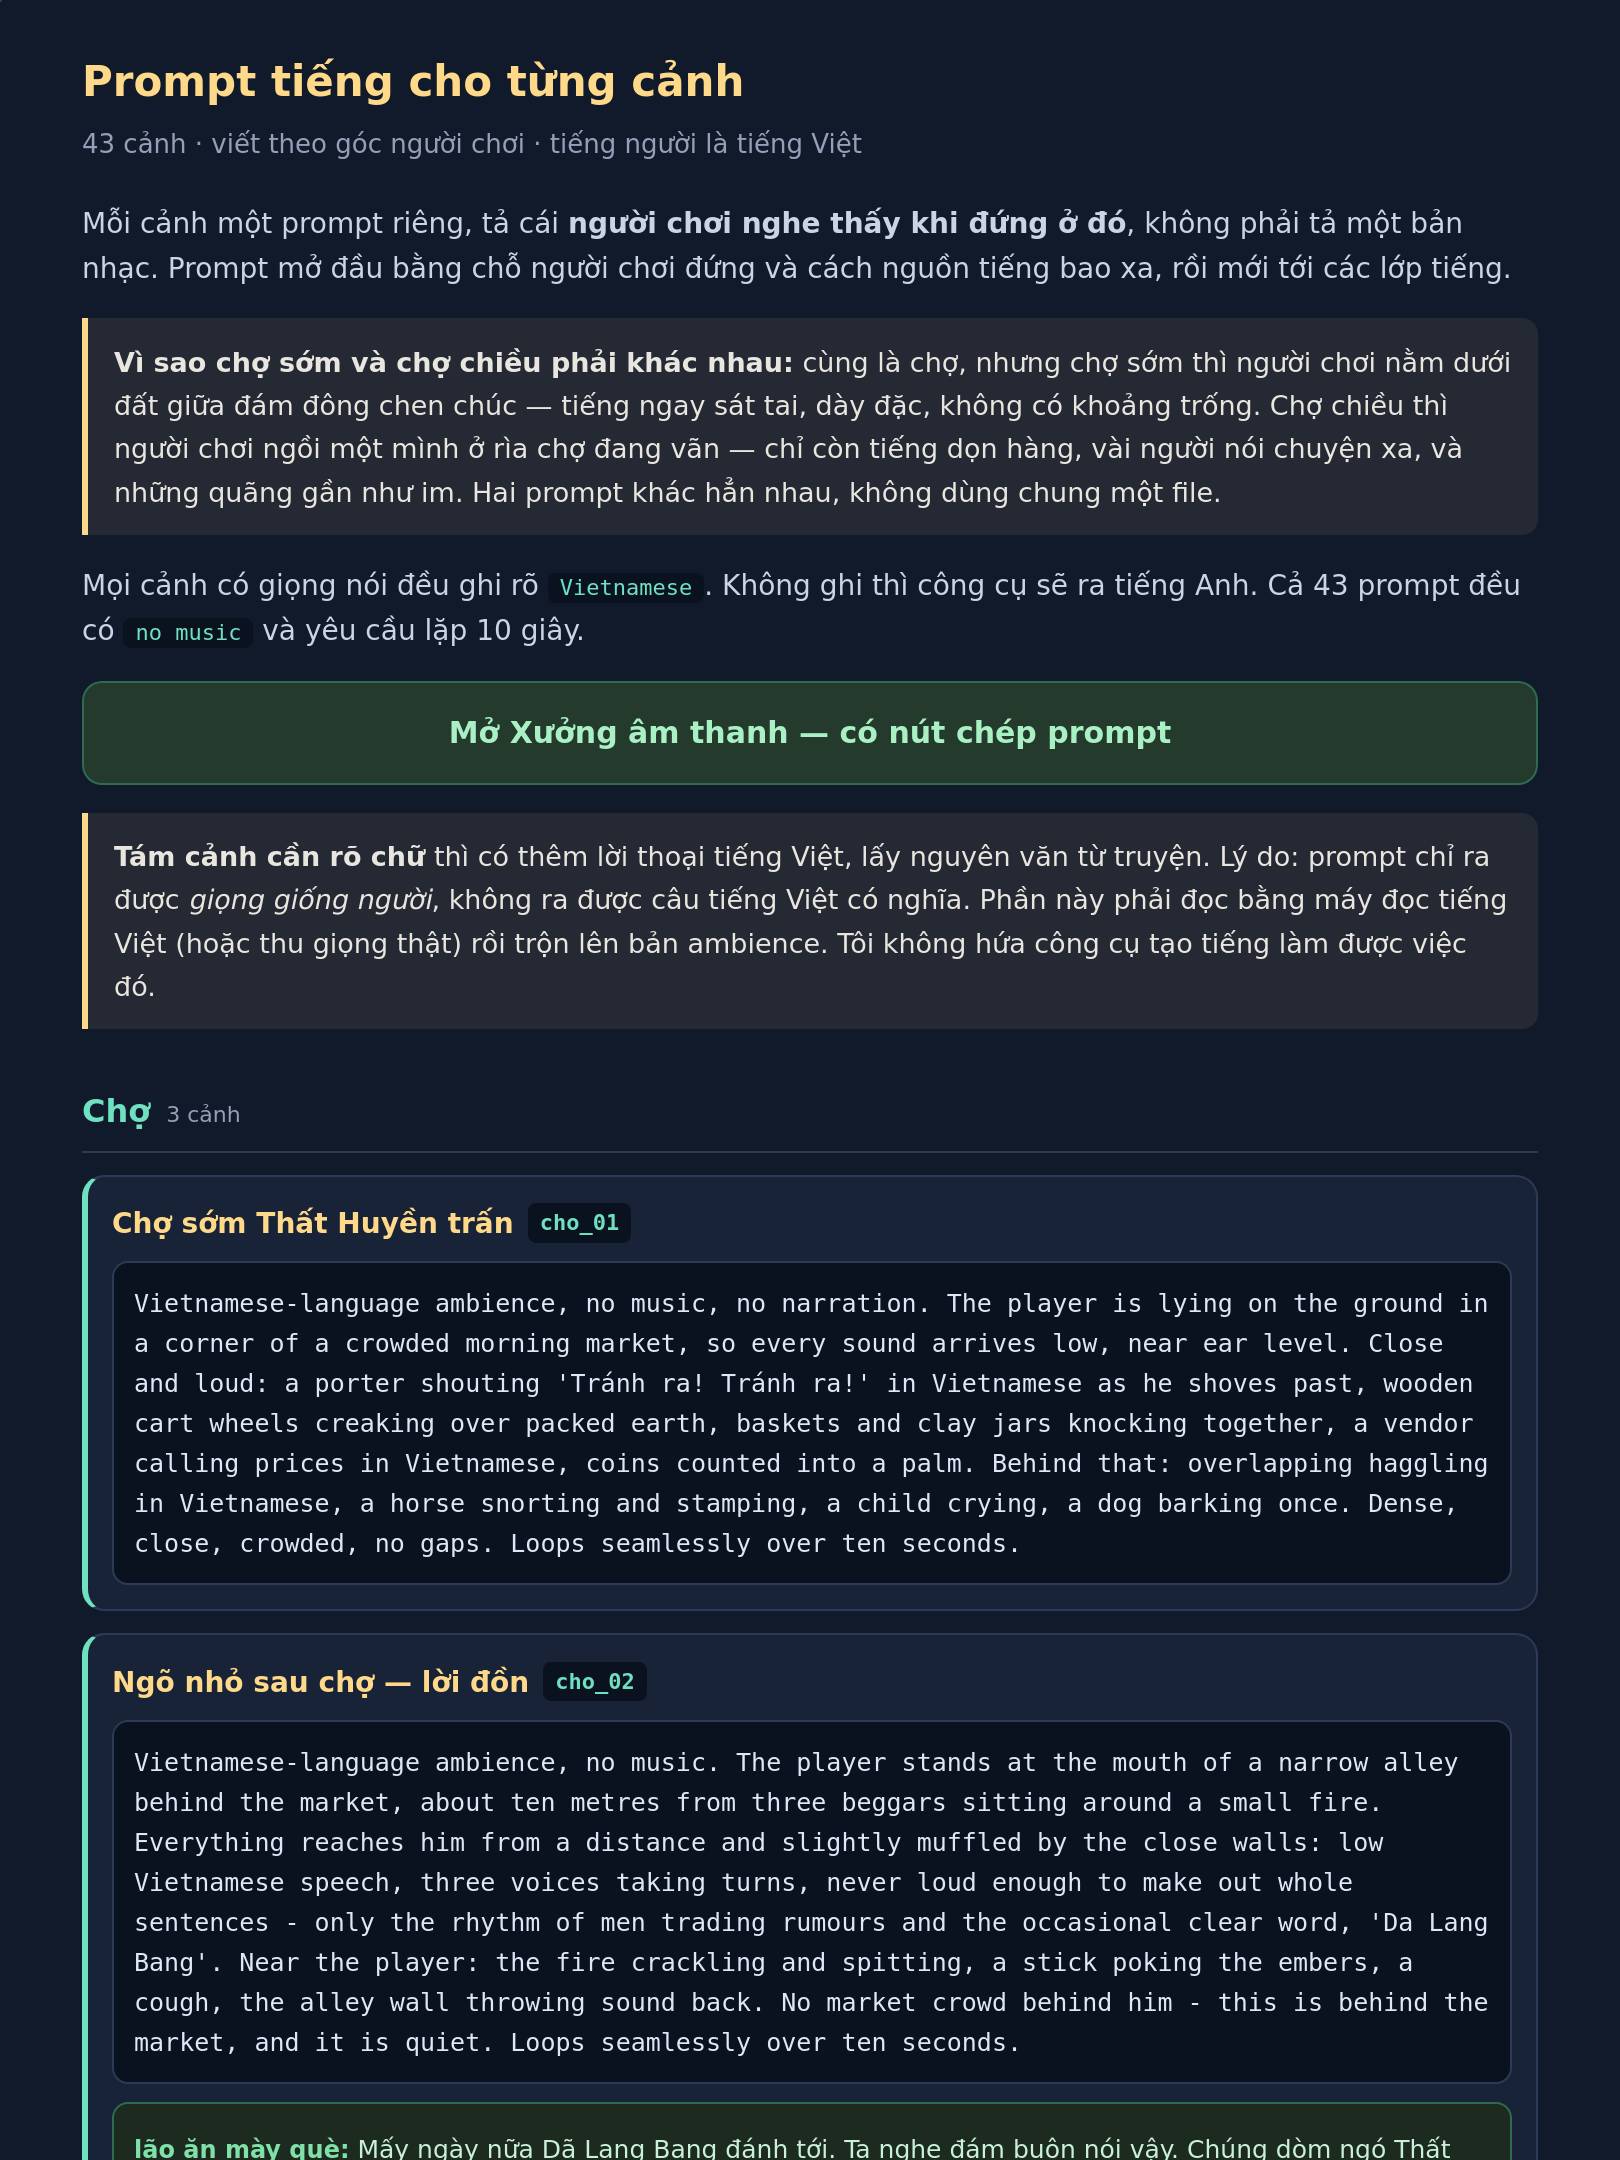 Prompt tiếng cho từng cảnh
43 cảnh · viết theo góc người chơi · tiếng người là tiếng Việt
Mỗi cảnh một prompt riêng, tả cái người chơi nghe thấy khi đứng ở đó, không phải tả một bản
nhạc. Prompt mở đầu bằng chỗ người chơi đứng và cách nguồn tiếng bao xa, rồi mới tới các lớp tiếng.
Vì sao chợ sớm và chợ chiều phải khác nhau: cùng là chợ, nhưng chợ sớm thì người chơi nằm dưới
đất giữa đám đông chen chúc — tiếng ngay sát tai, dày đặc, không có khoảng trống. Chợ chiều thì
người chơi ngồi một mình ở rìa chợ đang vãn — chỉ còn tiếng dọn hàng, vài người nói chuyện xa, và
những quãng gần như im. Hai prompt khác hẳn nhau, không dùng chung một file.
Mọi cảnh có giọng nói đều ghi rõ Vietnamese. Không ghi thì công cụ sẽ ra tiếng Anh. Cả 43 prompt đều
có no music và yêu cầu lặp 10 giây.
Mở Xưởng âm thanh — có nút chép prompt
Tám cảnh cần rõ chữ thì có thêm lời thoại tiếng Việt, lấy nguyên văn từ truyện. Lý do: prompt chỉ ra
được giọng giống người, không ra được câu tiếng Việt có nghĩa. Phần này phải đọc bằng máy đọc tiếng
Việt (hoặc thu giọng thật) rồi trộn lên bản ambience. Tôi không hứa công cụ tạo tiếng làm được việc
đó.
Chợ 3 cảnh
Chợ sớm Thất Huyền trấn cho_01
Vietnamese-language ambience, no music, no narration. The player is lying on the ground in
a corner of a crowded morning market, so every sound arrives low, near ear level. Close
and loud: a porter shouting 'Tránh ra! Tránh ra!' in Vietnamese as he shoves past, wooden
cart wheels creaking over packed earth, baskets and clay jars knocking together, a vendor
calling prices in Vietnamese, coins counted into a palm. Behind that: overlapping haggling
in Vietnamese, a horse snorting and stamping, a child crying, a dog barking once. Dense,
close, crowded, no gaps. Loops seamlessly over ten seconds.
Ngõ nhỏ sau chợ — lời đồn cho_02
Vietnamese-language ambience, no music. The player stands at the mouth of a narrow alley
behind the market, about ten metres from three beggars sitting around a small fire.
Everything reaches him from a distance and slightly muffled by the close walls: low
Vietnamese speech, three voices taking turns, never loud enough to make out whole
sentences - only the rhythm of men trading rumours and the occasional clear word, 'Da Lang
Bang'. Near the player: the fire crackling and spitting, a stick poking the embers, a
cough, the alley wall throwing sound back. No market crowd behind him - this is behind the
market, and it is quiet. Loops seamlessly over ten seconds.
lão ăn mày què: Mấy ngày nữa Dã Lang Bang đánh tới. Ta nghe đám buôn nói vậy. Chúng dòm ngó Thất